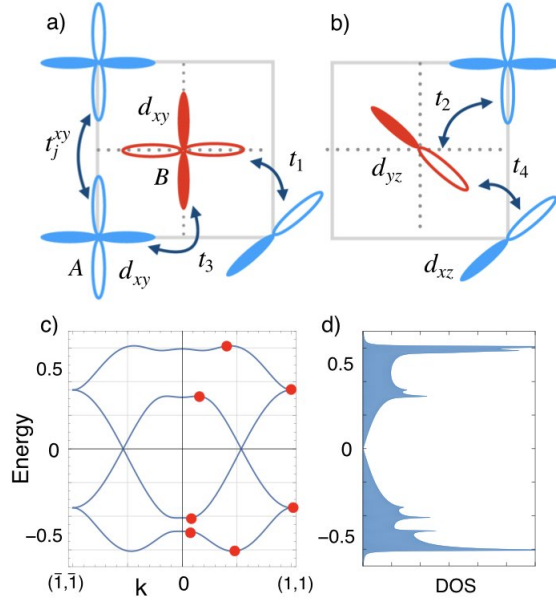 a)
b)
d_{xy}
t_j^{xy}
B
t_1
A
d_{xy}
t_3
t_2
d_{yz}
t_4
d_{xz}
c)
d)
Energy
0.5
0
−0.5
(1̄,1̄)
k
0
(1,1)
0.5
0
−0.5
DOS